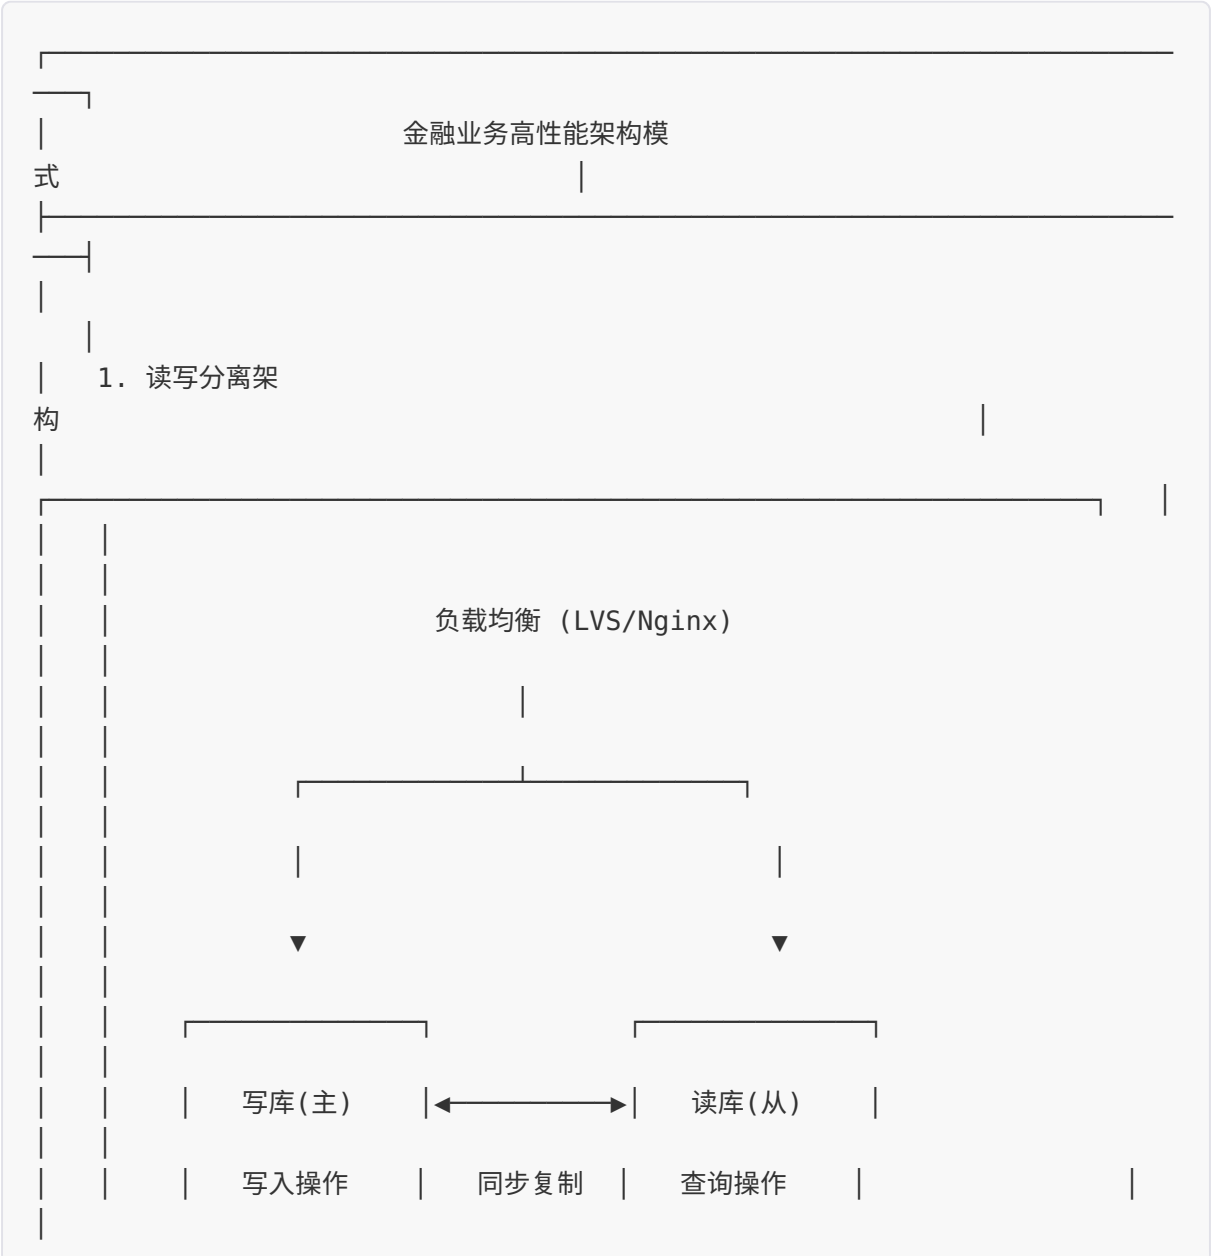 金融业务高性能架构模
式
1. 读写分离架
构
负载均衡 (LVS/Nginx)
写库(主) 读库(从)
写入操作 同步复制 查询操作